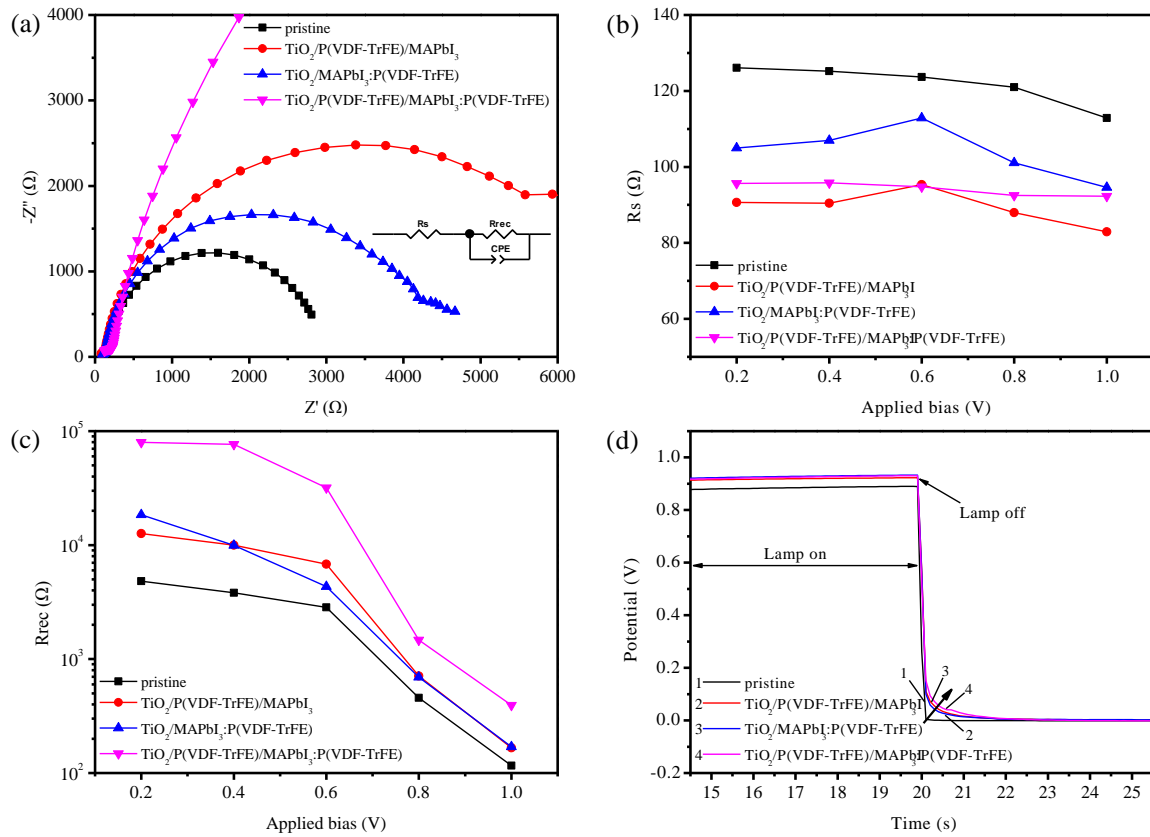 (a)
pristine
TiO2/P(VDF-TrFE)/MAPbI3
TiO2/MAPbI3:P(VDF-TrFE)
TiO2/P(VDF-TrFE)/MAPbI3:P(VDF-TrFE)
4000
3000
2000
1000
0
-Z'' (Ω)
Rs
Rrec
CPE
0 1000 2000 3000 4000 5000 6000
Z' (Ω)
(b)
140
120
100
80
60
Rs (Ω)
pristine
TiO2/P(VDF-TrFE)/MAPbI3
TiO2/MAPbI3:P(VDF-TrFE)
TiO2/P(VDF-TrFE)/MAPbI3:P(VDF-TrFE)
0.2 0.4 0.6 0.8 1.0
Applied bias (V)
(c)
10^5
10^4
10^3
10^2
Rrec (Ω)
pristine
TiO2/P(VDF-TrFE)/MAPbI3
TiO2/MAPbI3:P(VDF-TrFE)
TiO2/P(VDF-TrFE)/MAPbI3:P(VDF-TrFE)
0.2 0.4 0.6 0.8 1.0
Applied bias (V)
(d)
1.0
0.8
0.6
0.4
0.2
0.0
-0.2
Potential (V)
Lamp off
Lamp on
1 3
4
2
1 pristine
2 TiO2/P(VDF-TrFE)/MAPbI3
3 TiO2/MAPbI3:P(VDF-TrFE)
4 TiO2/P(VDF-TrFE)/MAPbI3:P(VDF-TrFE)
15 16 17 18 19 20 21 22 23 24 25
Time (s)